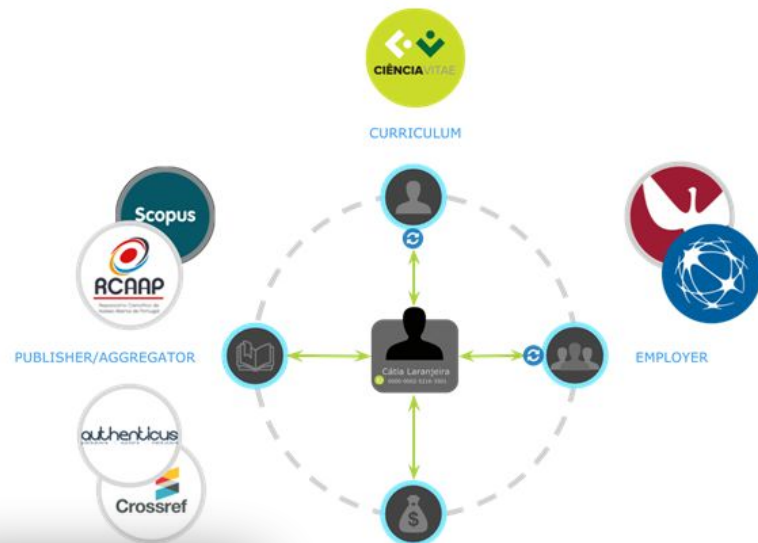 CIÊNCIAVITAE
CURRICULUM
Scopus
RCAAP
PUBLISHER/AGGREGATOR
EMPLOYER
Cátia Laranjeira
authenticus
Crossref
$